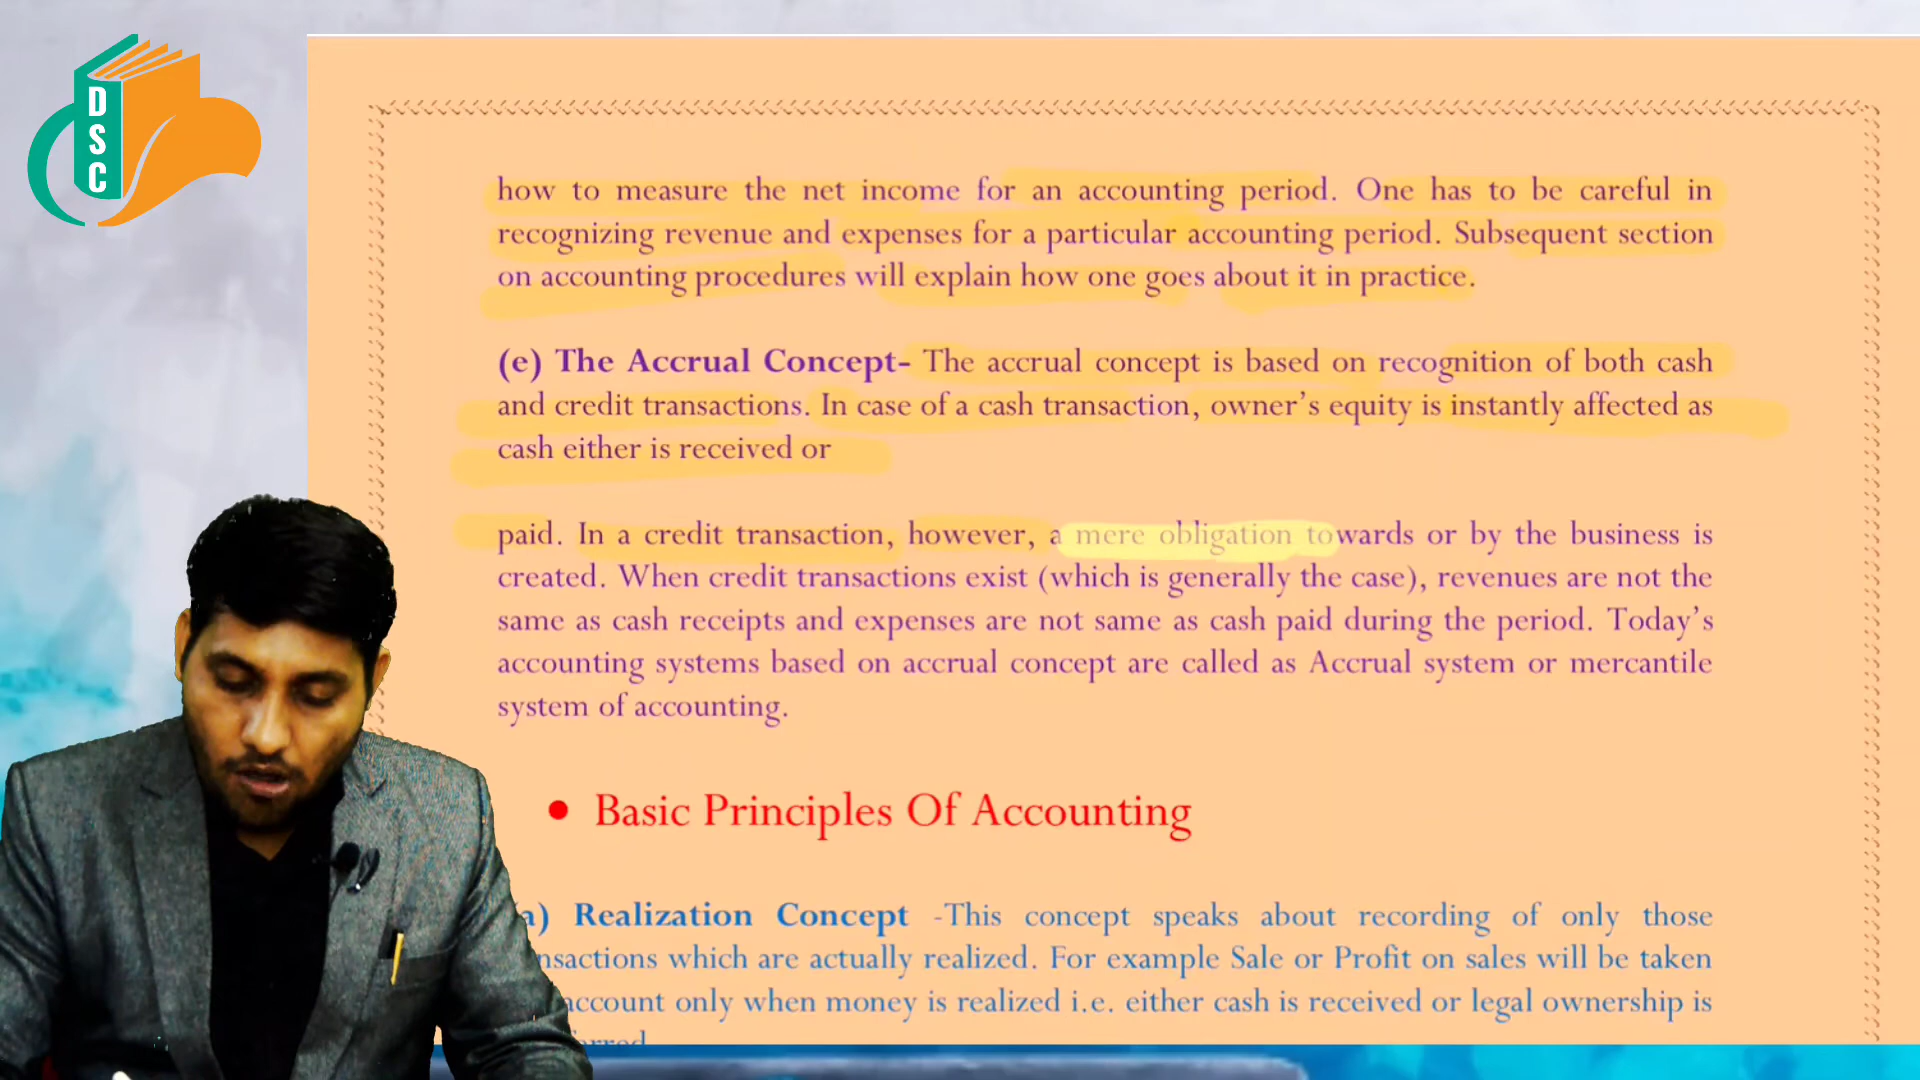 DSC
how to measure the net income for an accounting period. One has to be careful in
recognizing revenue and expenses for a particular accounting period. Subsequent section
on accounting procedures will explain how one goes about it in practice.
(e) The Accrual Concept- The accrual concept is based on recognition of both cash
and credit transactions. In case of a cash transaction, owner's equity is instantly affected as
cash either is received or
paid. In a credit transaction, however, a mere obligation towards or by the business is
created. When credit transactions exist (which is generally the case), revenues are not the
same as cash receipts and expenses are not same as cash paid during the period. Today's
accounting systems based on accrual concept are called as Accrual system or mercantile
system of accounting.
• Basic Principles Of Accounting
a) Realization Concept -This concept speaks about recording of only those
nsactions which are actually realized. For example Sale or Profit on sales will be taken
account only when money is realized i.e. either cash is received or legal ownership is